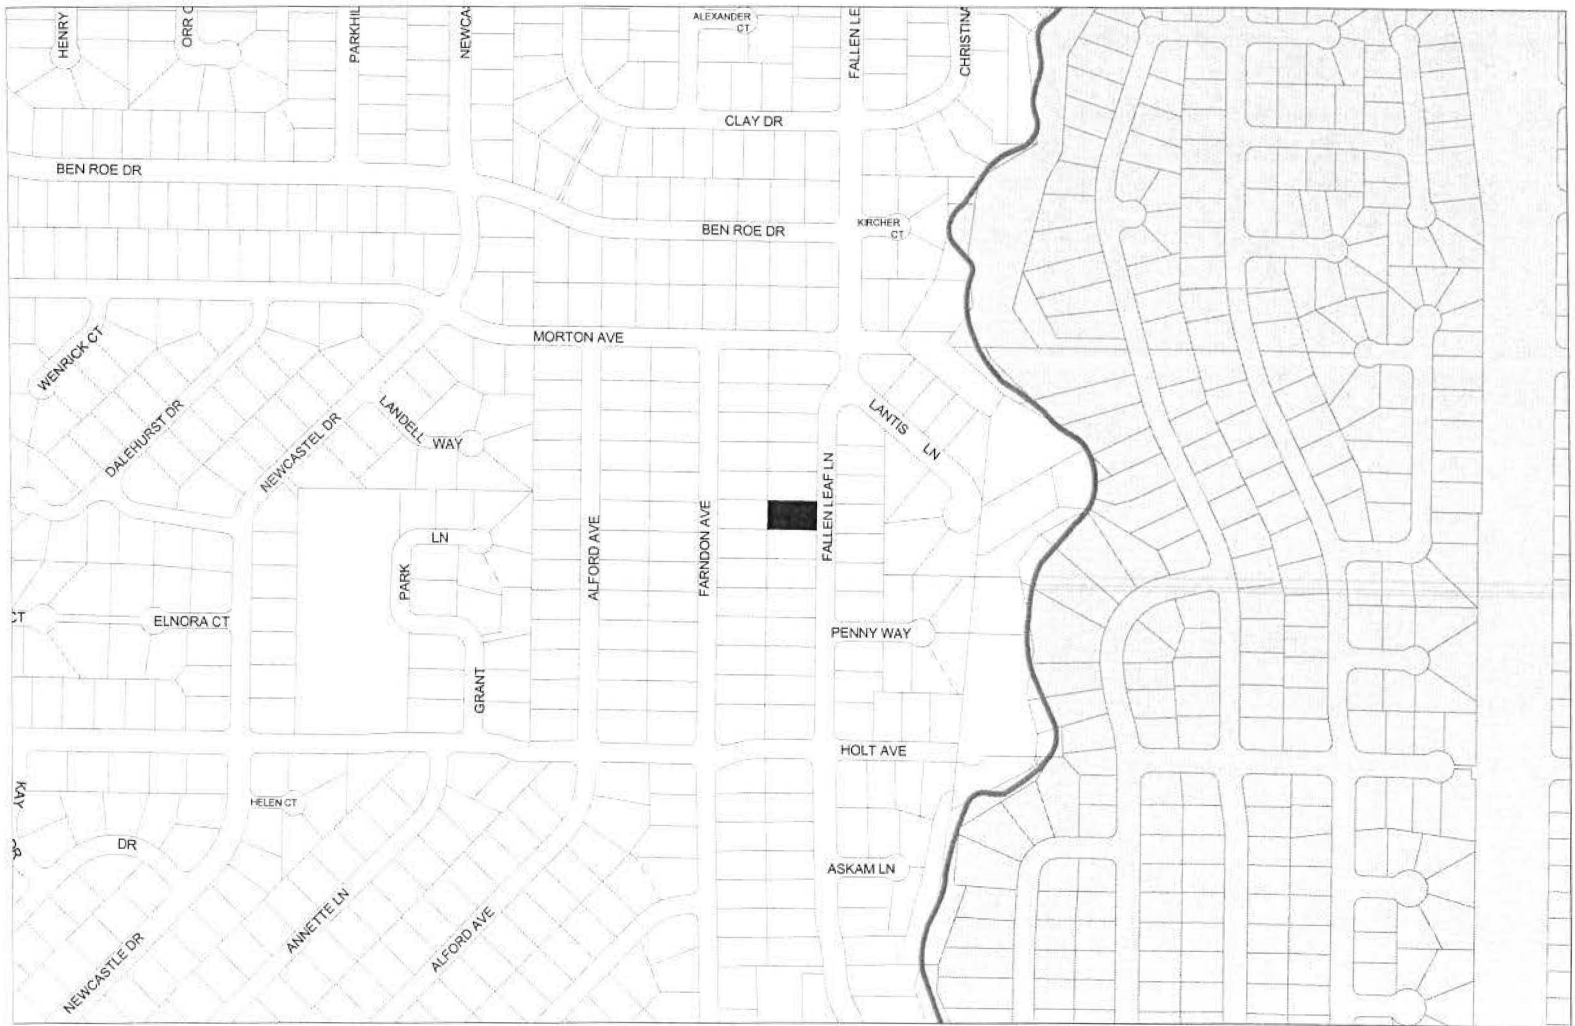 HENRY
ORR C
PARKHIL
NEWCA
ALEXANDER
CT
FALLEN LE
CHRISTINA
CLAY DR
BEN ROE DR
KIRCHER
CT
BEN ROE DR
MORTON AVE
WENRICK CT
DALEHURST DR
NEWCASTEL DR
LANDELL WAY
LANTIS LN
FALLEN LEAF LN
FARNDON AVE
ALFORD AVE
PARK LN
GRANT
CT
ELNORA CT
PENNY WAY
HOLT AVE
KAY
DR
HELEN CT
DR
ASKAM LN
NEWCASTLE DR
ANNETTE LN
ALFORD AVE